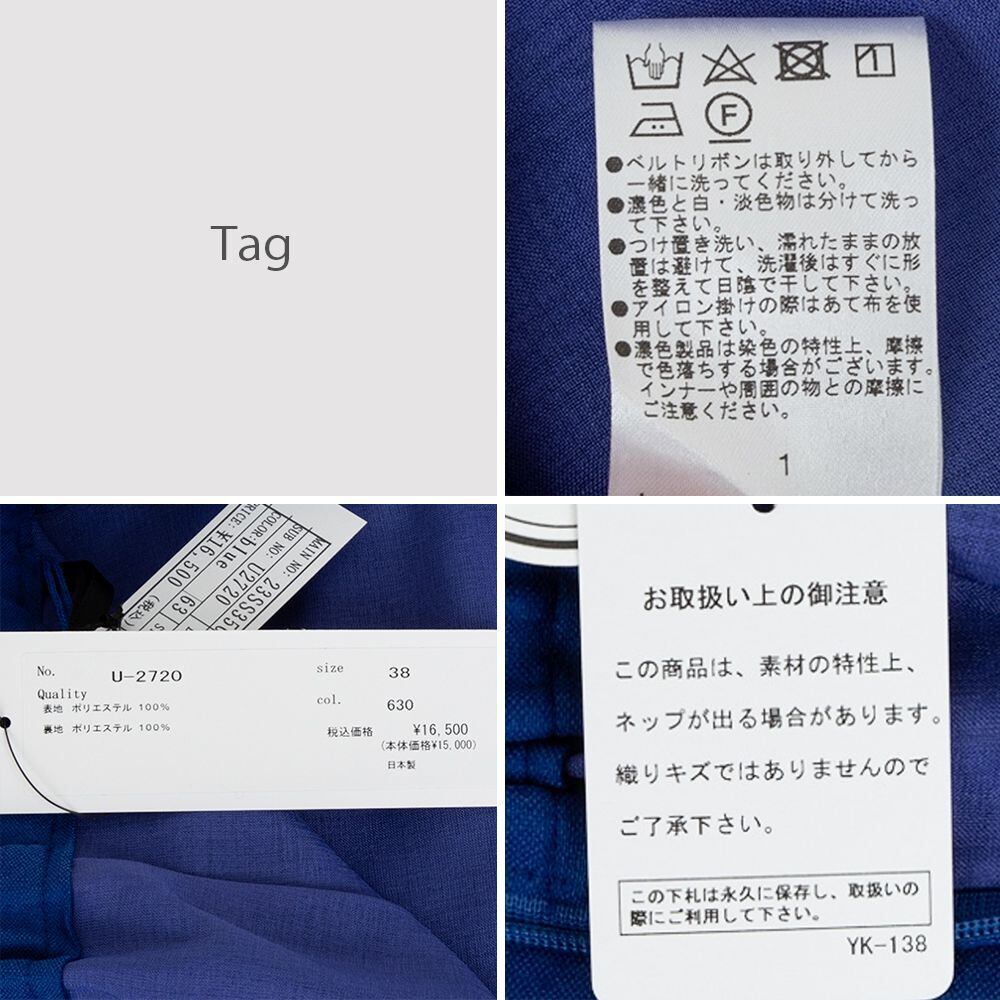 Tag
1
F
●ベルトリボンは取り外してから
一緒に洗ってください。
●濃色と白・淡色物は分けて洗っ
て下さい。
●つけ置き洗い、濡れたままの放
置は避けて、洗濯後はすぐに形
を整えて日陰で干して下さい。
●アイロン掛けの際はあて布を使
用して下さい。
●濃色製品は染色の特性上、摩擦
で色落ちする場合がございます。
インナーや周囲の物との摩擦に
ご注意ください。
1
MAIN NO: 23SS350
SUB NO: U2720
COLOR:blue 63
PRICE: ¥16,500 (税込)
No. U-2720 size 38
Quality col. 630
表地 ポリエステル 100%
裏地 ポリエステル 100% 税込価格 ¥16,500
(本体価格¥15,000)
日本製
お取扱い上の御注意
この商品は、素材の特性上、
ネップが出る場合があります。
織りキズではありませんので
ご了承下さい。
この下札は永久に保存し、取扱いの
際にご利用して下さい。
YK-138